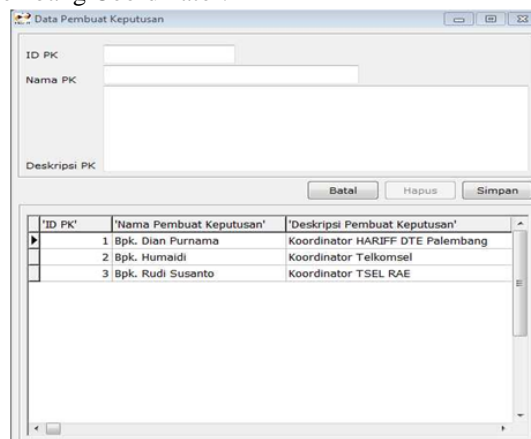 Data Pembuat Keputusan
ID PK
Nama PK
Deskripsi PK
Batal Hapus Simpan
'ID PK' 'Nama Pembuat Keputusan' 'Deskripsi Pembuat Keputusan'
1 Bpk. Dian Purnama Koordinator HARIFF DTE Palembang
2 Bpk. Humaidi Koordinator Telkomsel
3 Bpk. Rudi Susanto Koordinator TSEL RAE